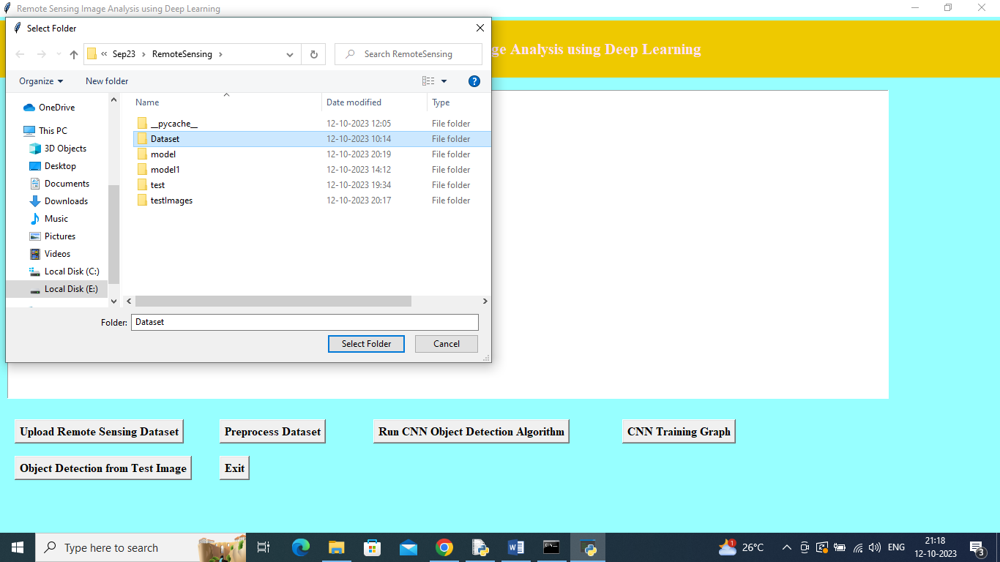 Remote Sensing Image Analysis using Deep Learning
Select Folder
« Sep23 › RemoteSensing ›
Search RemoteSensing
ge Analysis using Deep Learning
Organize
New folder
?
OneDrive
This PC
3D Objects
Desktop
Documents
Downloads
Music
Pictures
Videos
Local Disk (C:)
Local Disk (E:)
Name Date modified Type
__pycache__ 12-10-2023 12:05 File folder
Dataset 12-10-2023 10:14 File folder
model 12-10-2023 20:19 File folder
model1 12-10-2023 14:12 File folder
test 12-10-2023 19:34 File folder
testImages 12-10-2023 20:17 File folder
Folder: Dataset
Select Folder Cancel
Upload Remote Sensing Dataset Preprocess Dataset Run CNN Object Detection Algorithm CNN Training Graph
Object Detection from Test Image Exit
Type here to search
W
1
26°C
ENG
21:18
12-10-2023
3